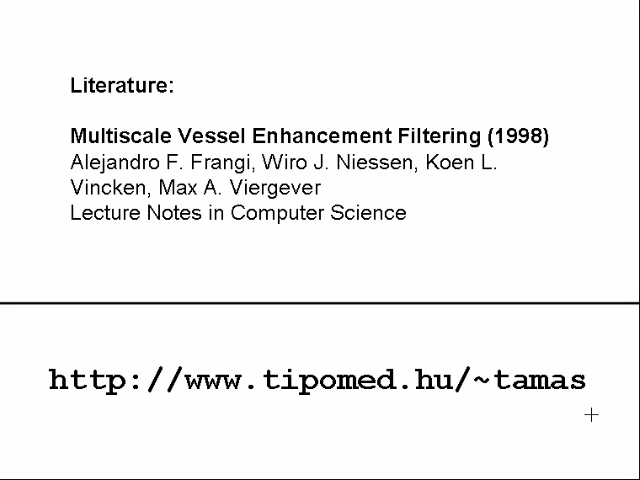 Literature:
Multiscale Vessel Enhancement Filtering (1998)
Alejandro F. Frangi, Wiro J. Niessen, Koen L.
Vincken, Max A. Viergever
Lecture Notes in Computer Science
http://www.tipomed.hu/~tamas